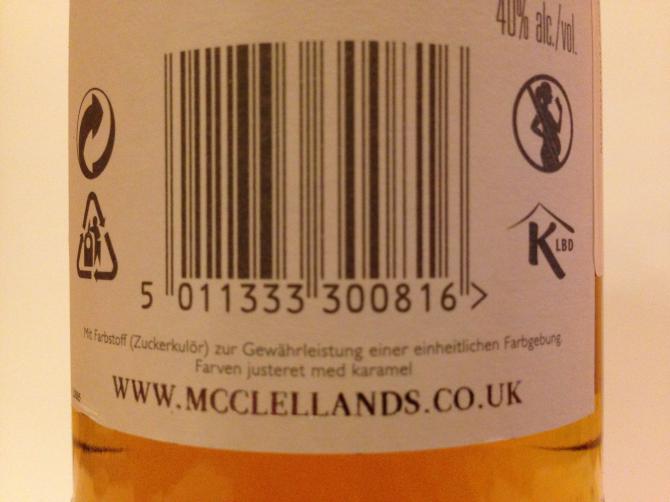 40% alc./vol.
K LBD
5 011333 300816 >
Mit Farbstoff (Zuckerkulör) zur Gewährleistung einer einheitlichen Farbgebung.
Farven justeret med karamel
WWW.MCCLELLANDS.CO.UK